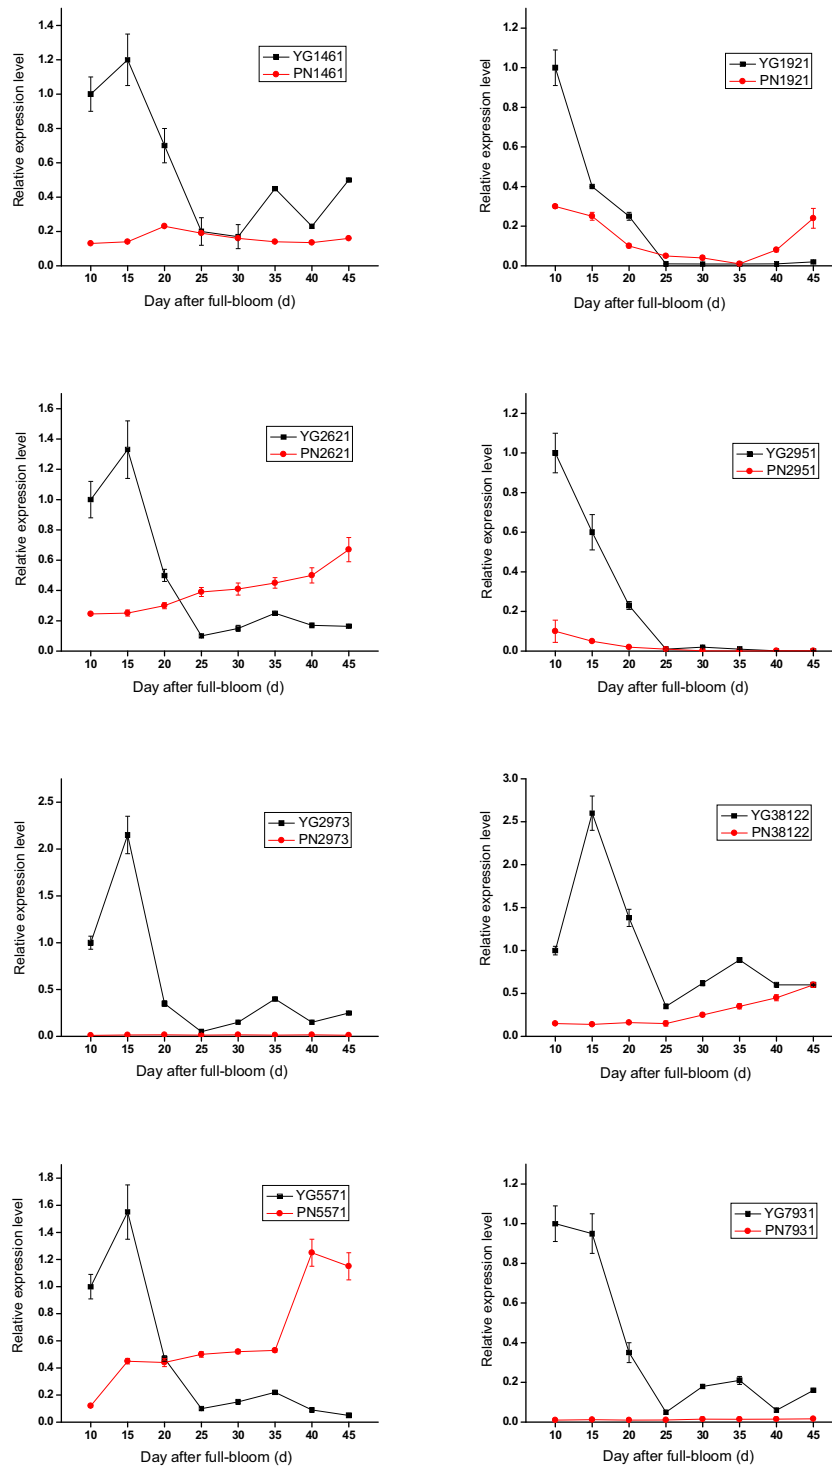 Relative expression level
1.4
1.2
1.0
0.8
0.6
0.4
0.2
0.0
YG1461
PN1461
10 15 20 25 30 35 40 45
Day after full-bloom (d)
Relative expression level
1.2
1.0
0.8
0.6
0.4
0.2
0.0
YG1921
PN1921
10 15 20 25 30 35 40 45
Day after full-bloom (d)
Relative expression level
1.6
1.4
1.2
1.0
0.8
0.6
0.4
0.2
0.0
YG2621
PN2621
10 15 20 25 30 35 40 45
Day after full-bloom (d)
Relative expression level
1.2
1.0
0.8
0.6
0.4
0.2
0.0
YG2951
PN2951
10 15 20 25 30 35 40 45
Day after full-bloom (d)
Relative expression level
2.5
2.0
1.5
1.0
0.5
0.0
YG2973
PN2973
10 15 20 25 30 35 40 45
Day after full-bloom (d)
Relative expression level
3.0
2.5
2.0
1.5
1.0
0.5
0.0
YG38122
PN38122
10 15 20 25 30 35 40 45
Day after full-bloom (d)
Relative expression level
1.8
1.6
1.4
1.2
1.0
0.8
0.6
0.4
0.2
0.0
YG5571
PN5571
10 15 20 25 30 35 40 45
Day after full-bloom (d)
Relative expression level
1.2
1.0
0.8
0.6
0.4
0.2
0.0
YG7931
PN7931
10 15 20 25 30 35 40 45
Day after full-bloom (d)